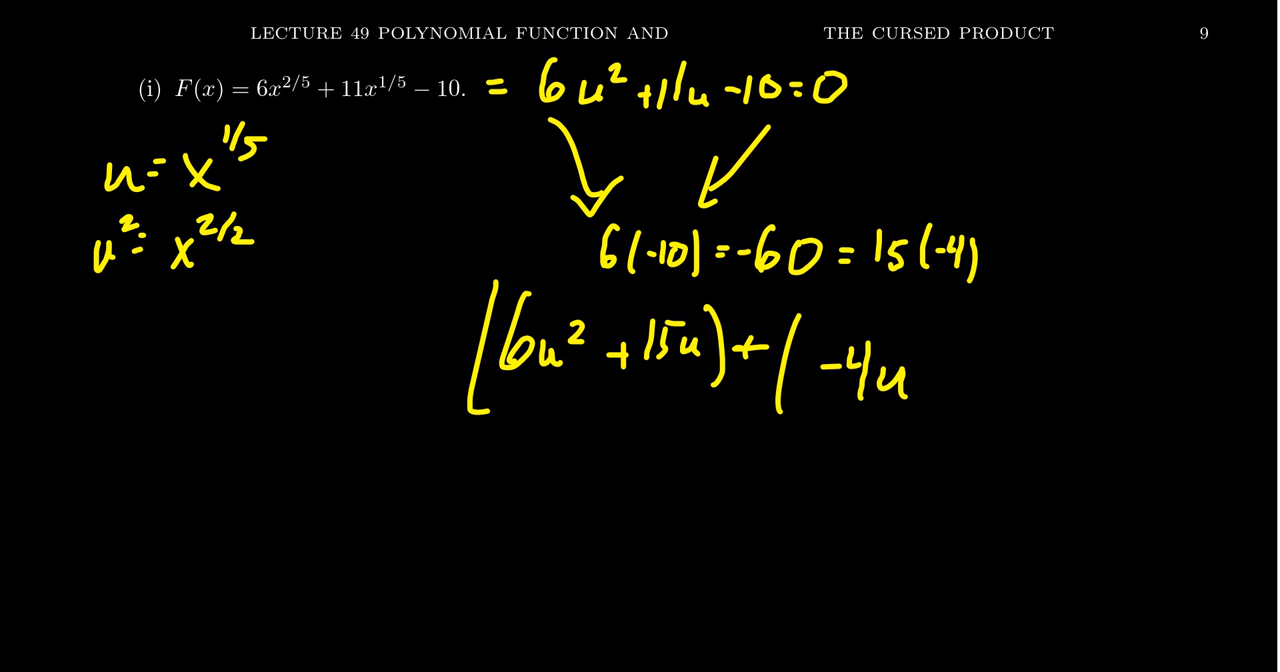 LECTURE 49 POLYNOMIAL FUNCTION AND THE CURSED PRODUCT 9
(i) F(x) = 6x^{2/5} + 11x^{1/5} − 10. = 6u² + 11u - 10 = 0
u = x^{1/5}
u² = x^{2/2}
6(-10) = -60 = 15(-4)
[(6u² + 15u) + ( -4u